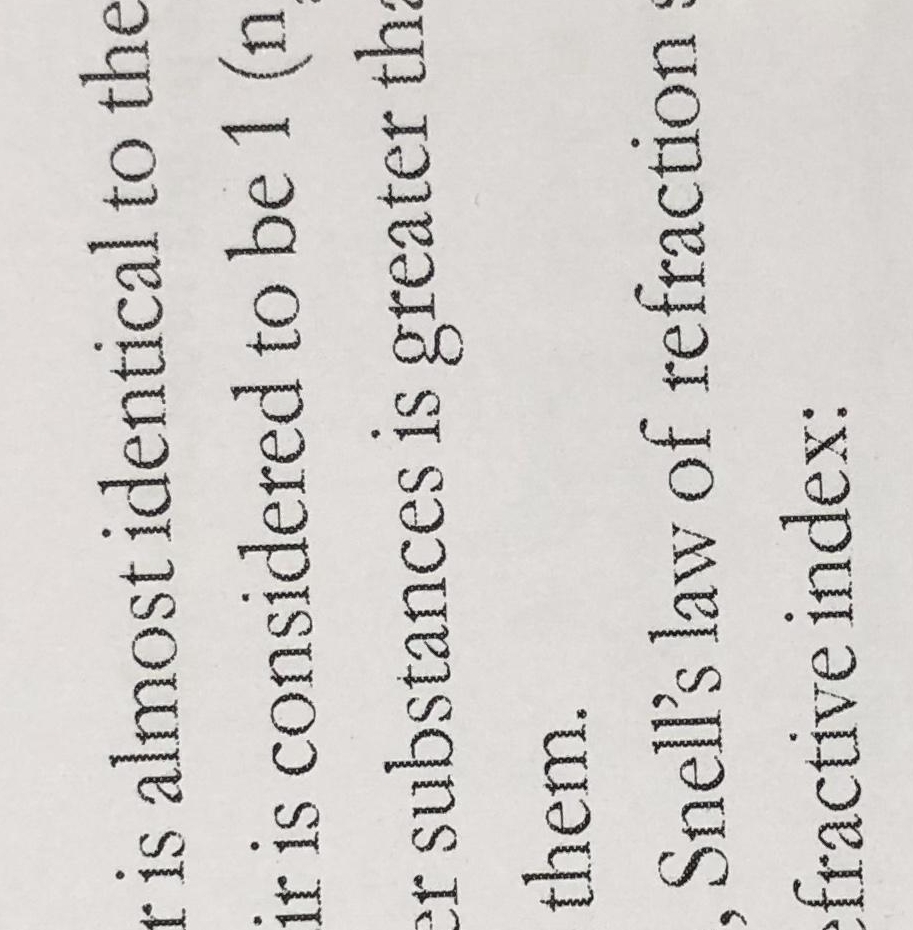 r is almost identical to the
ir is considered to be 1 (n
er substances is greater tha
them.
, Snell's law of refraction s
efractive index: